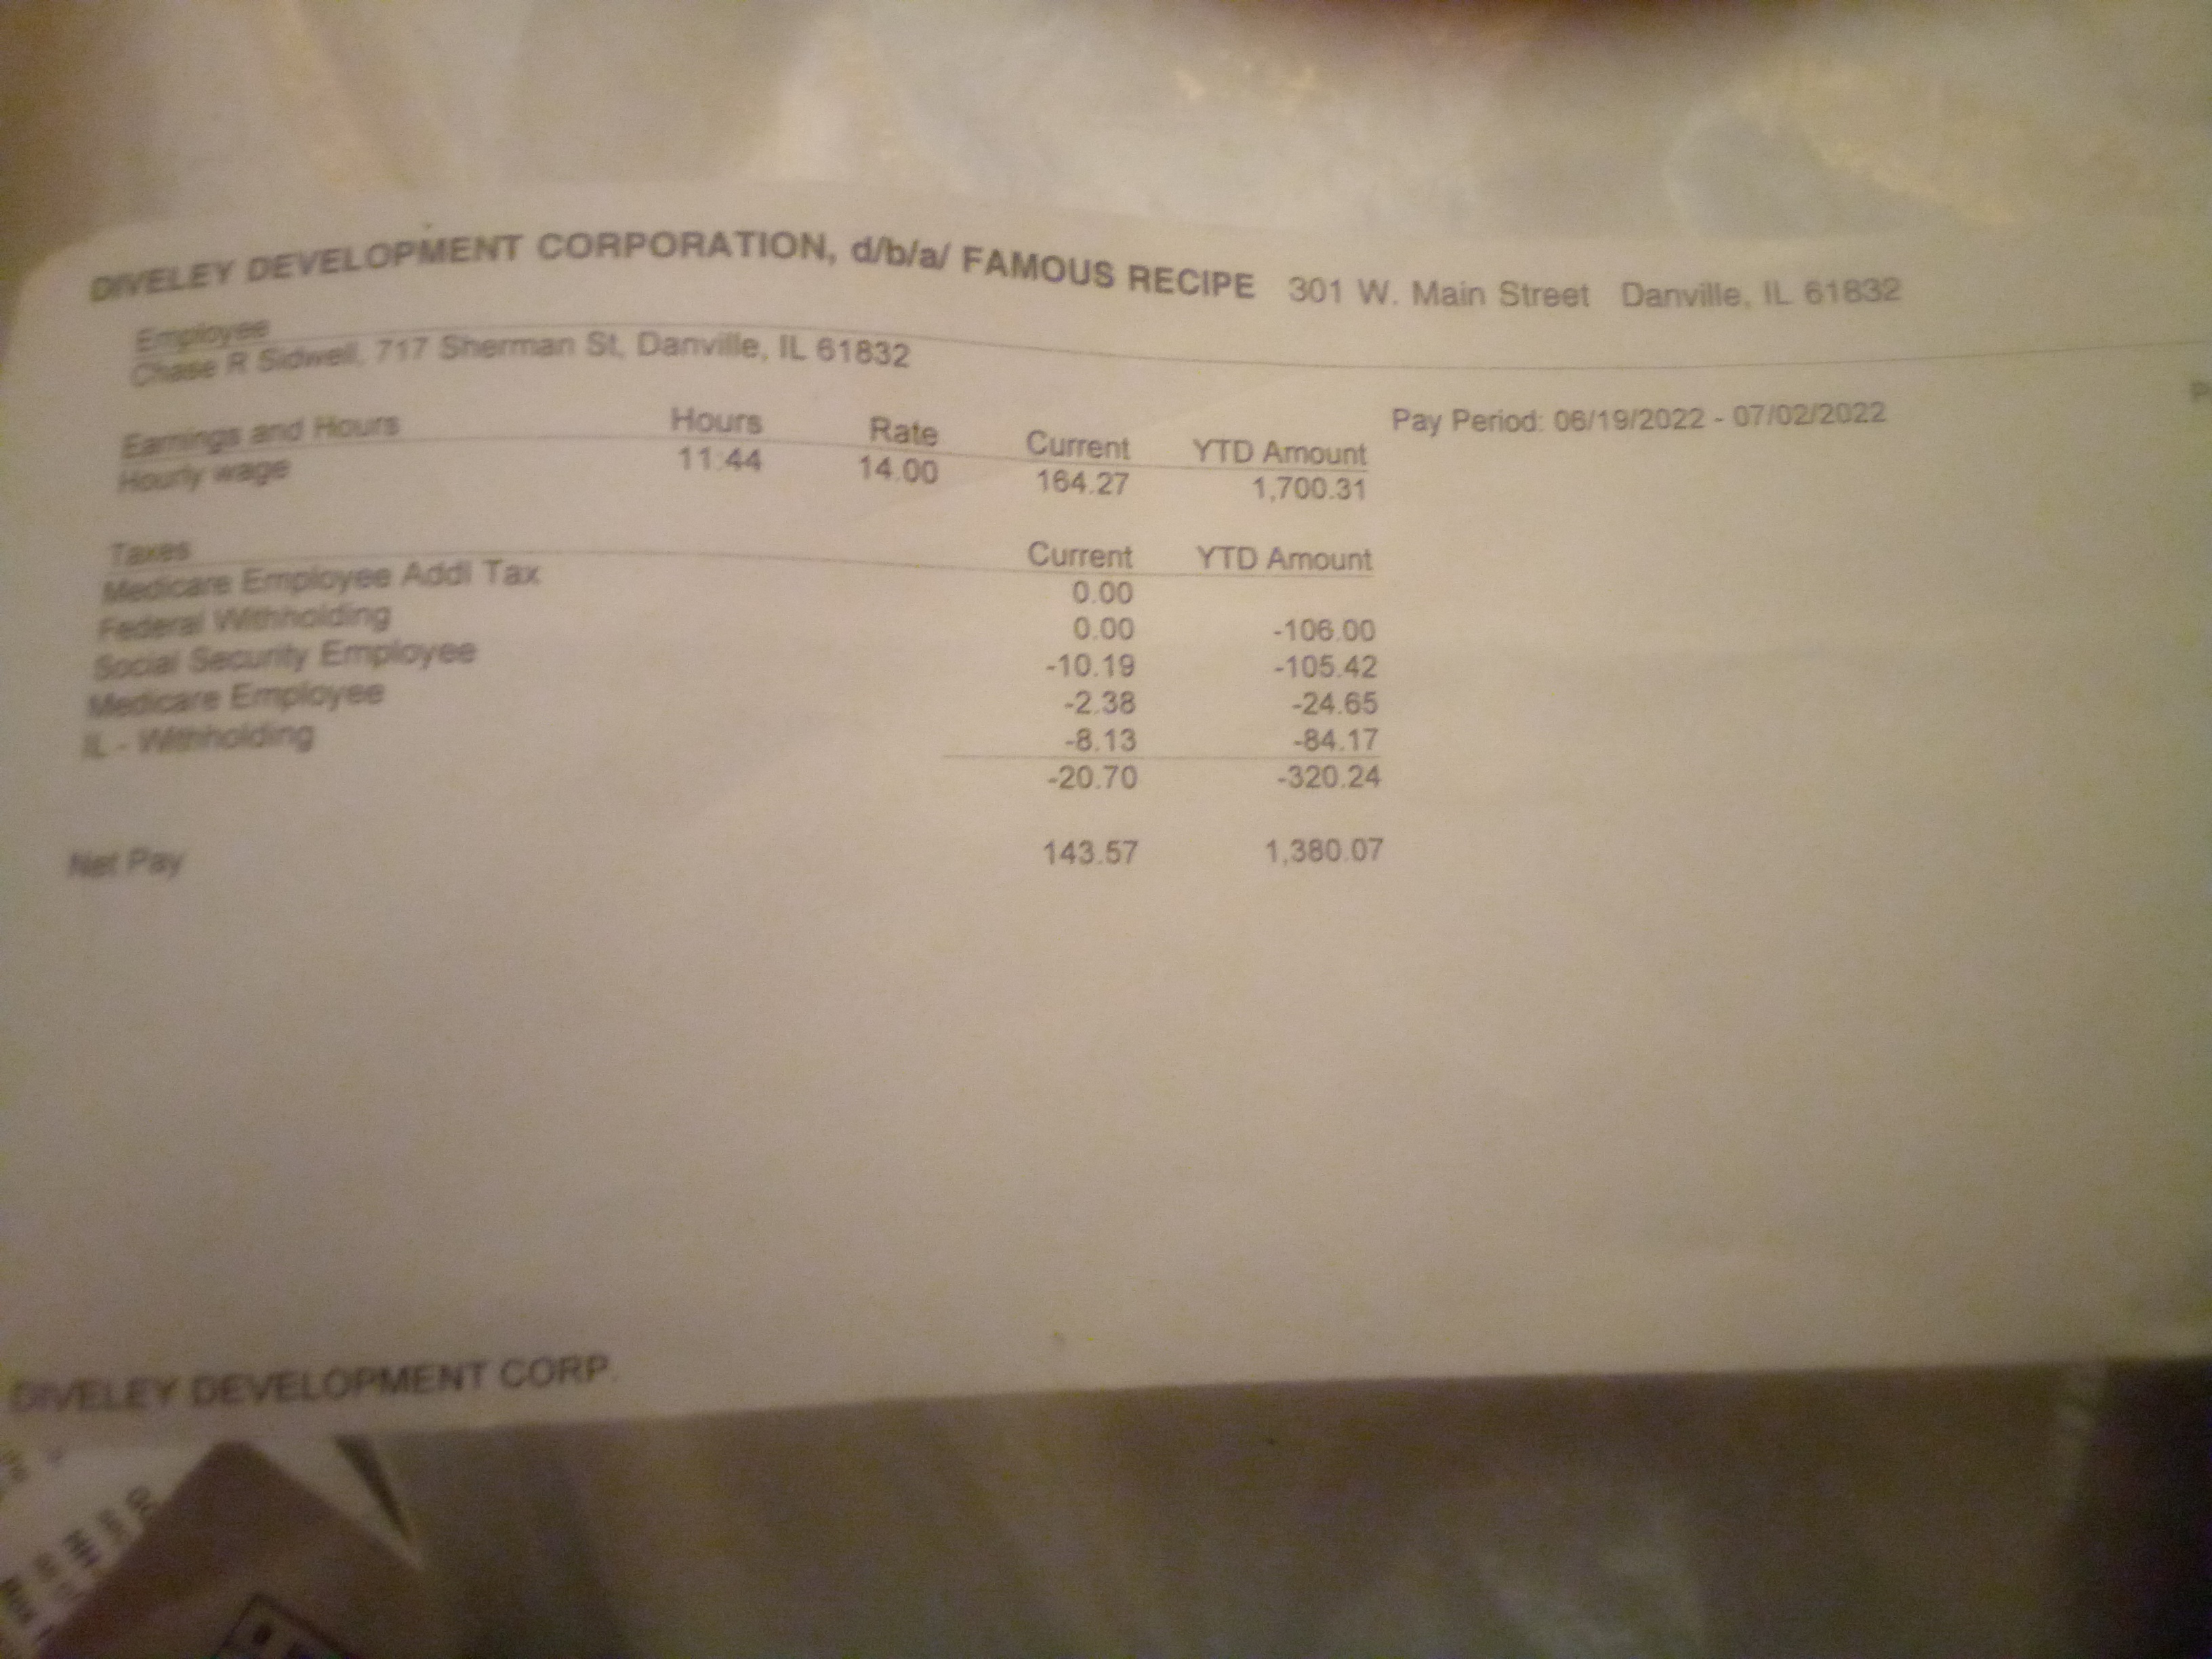 DIVELEY DEVELOPMENT CORPORATION, d/b/a/ FAMOUS RECIPE 301 W. Main Street Danville, IL 61832
Employee
Chase R Sidwell, 717 Sherman St, Danville, IL 61832
Pay Period: 06/19/2022 - 07/02/2022
Earnings and Hours Hours Rate Current YTD Amount
Hourly wage 11:44 14.00 164.27 1,700.31
Taxes Current YTD Amount
Medicare Employee Addl Tax 0.00
Federal Withholding 0.00 -106.00
Social Security Employee -10.19 -105.42
Medicare Employee -2.38 -24.65
IL - Withholding -8.13 -84.17
-20.70 -320.24
Net Pay 143.57 1,380.07
DIVELEY DEVELOPMENT CORP.